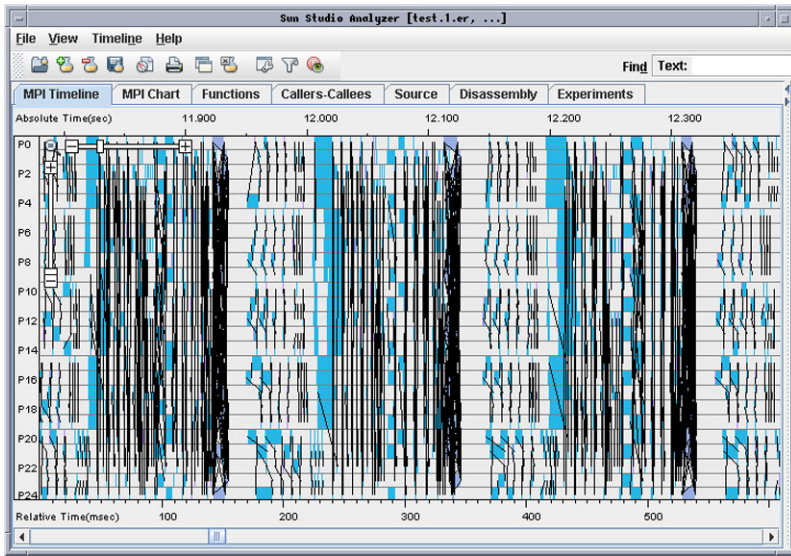 Sun Studio Analyzer [test.1.er, ...]
File View Timeline Help
Find Text:
MPI Timeline MPI Chart Functions Callers-Callees Source Disassembly Experiments
Absolute Time(sec) 11.900 12.000 12.100 12.200 12.300
P0
P2
P4
P6
P8
P10
P12
P14
P16
P18
P20
P22
P24
Relative Time(msec) 100 200 300 400 500